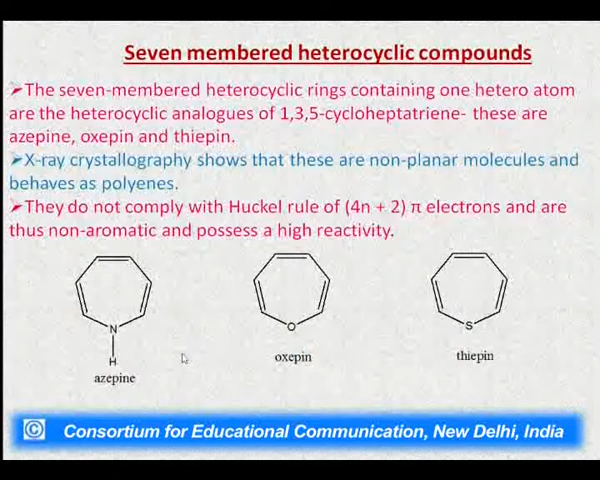 Seven membered heterocyclic compounds
➢The seven-membered heterocyclic rings containing one hetero atom
are the heterocyclic analogues of 1,3,5-cycloheptatriene- these are
azepine, oxepin and thiepin.
➢X-ray crystallography shows that these are non-planar molecules and
behaves as polyenes.
➢They do not comply with Huckel rule of (4n + 2) π electrons and are
thus non-aromatic and possess a high reactivity.
N
H
azepine
O
oxepin
S
thiepin
© Consortium for Educational Communication, New Delhi, India